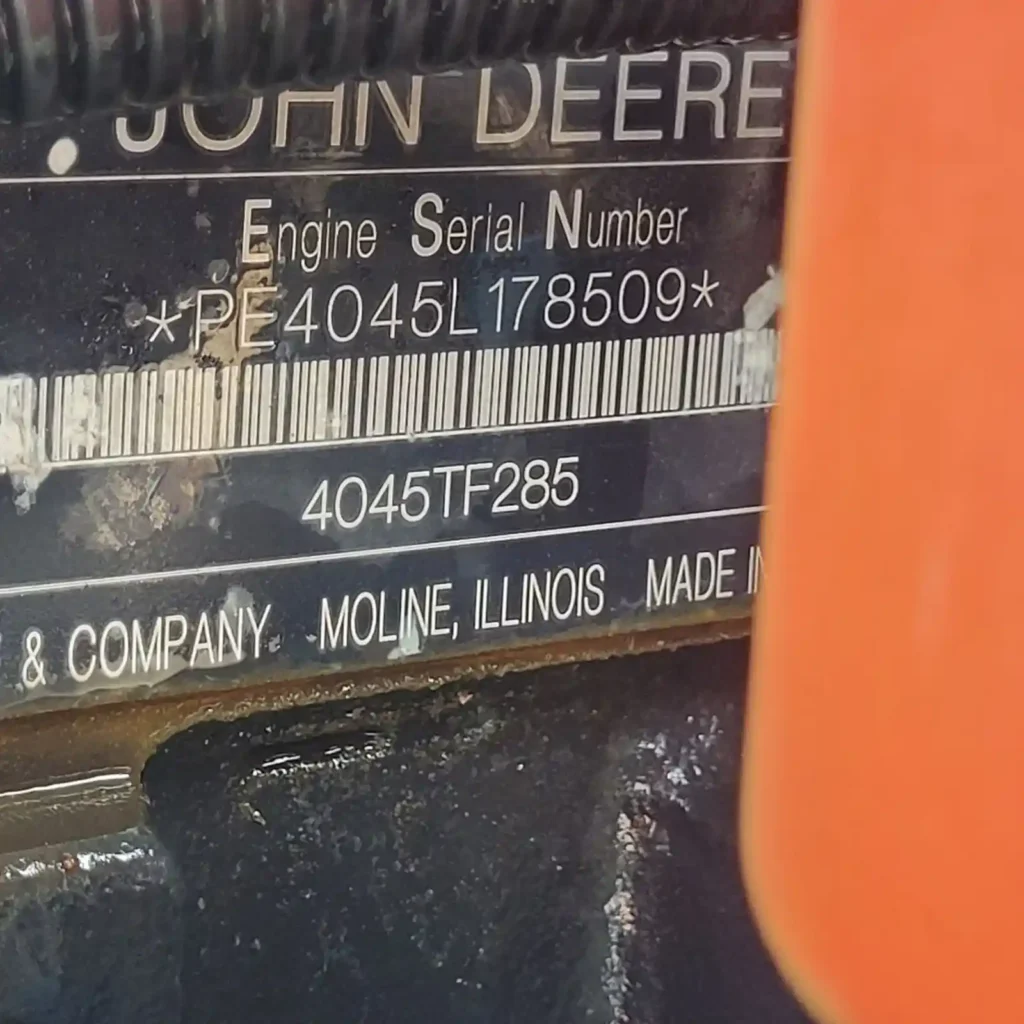 JOHN DEERE
Engine Serial Number
*PE4045L178509*
4045TF285
& COMPANY MOLINE, ILLINOIS MADE IN